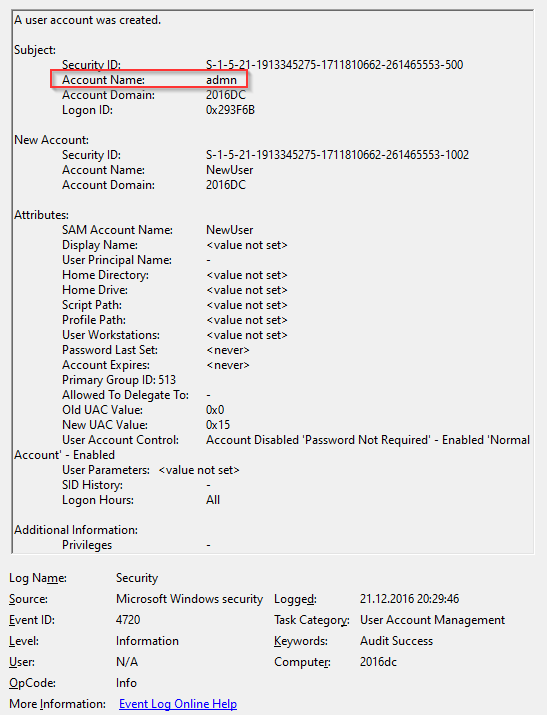 A user account was created.
Subject:
Security ID: S-1-5-21-1913345275-1711810662-261465553-500
Account Name: admn
Account Domain: 2016DC
Logon ID: 0x293F6B
New Account:
Security ID: S-1-5-21-1913345275-1711810662-261465553-1002
Account Name: NewUser
Account Domain: 2016DC
Attributes:
SAM Account Name: NewUser
Display Name: <value not set>
User Principal Name: -
Home Directory: <value not set>
Home Drive: <value not set>
Script Path: <value not set>
Profile Path: <value not set>
User Workstations: <value not set>
Password Last Set: <never>
Account Expires: <never>
Primary Group ID: 513
Allowed To Delegate To: -
Old UAC Value: 0x0
New UAC Value: 0x15
User Account Control: Account Disabled 'Password Not Required' - Enabled 'Normal
Account' - Enabled
User Parameters: <value not set>
SID History: -
Logon Hours: All
Additional Information:
Privileges -
Log Name: Security
Source: Microsoft Windows security Logged: 21.12.2016 20:29:46
Event ID: 4720 Task Category: User Account Management
Level: Information Keywords: Audit Success
User: N/A Computer: 2016dc
OpCode: Info
More Information: Event Log Online Help